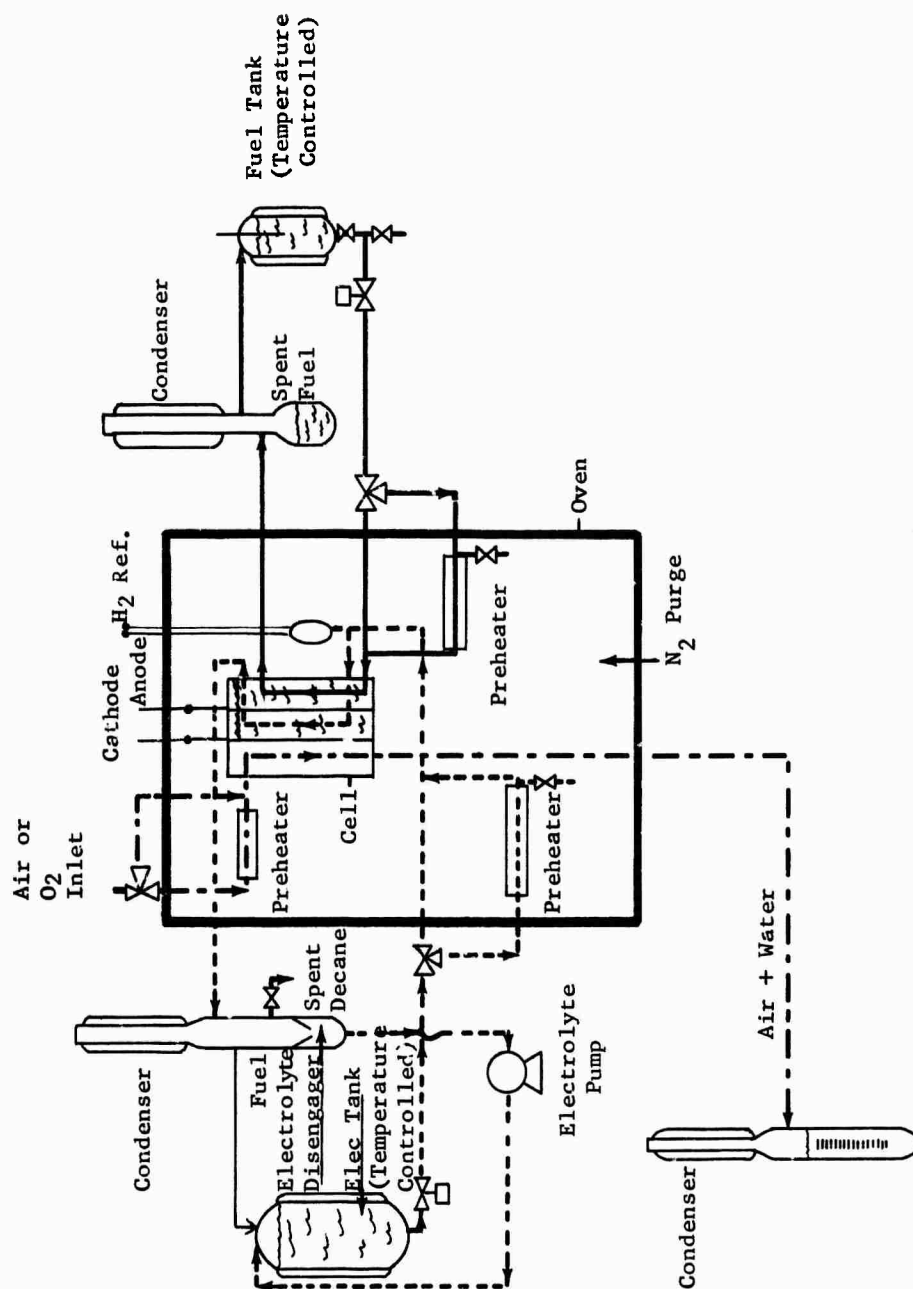 Fuel Tank
(Temperature
Controlled)
Condenser
Spent
Fuel
H2 Ref.
Anode
Cathode
Oven
Preheater
N2 Purge
Air or
O2
Inlet
Preheater
Cell
Preheater
Condenser
Spent
Decane
Fuel
Electrolyte
Disengager
Elec Tank
(Temperature
Controlled)
Electrolyte
Pump
Air + Water
Condenser